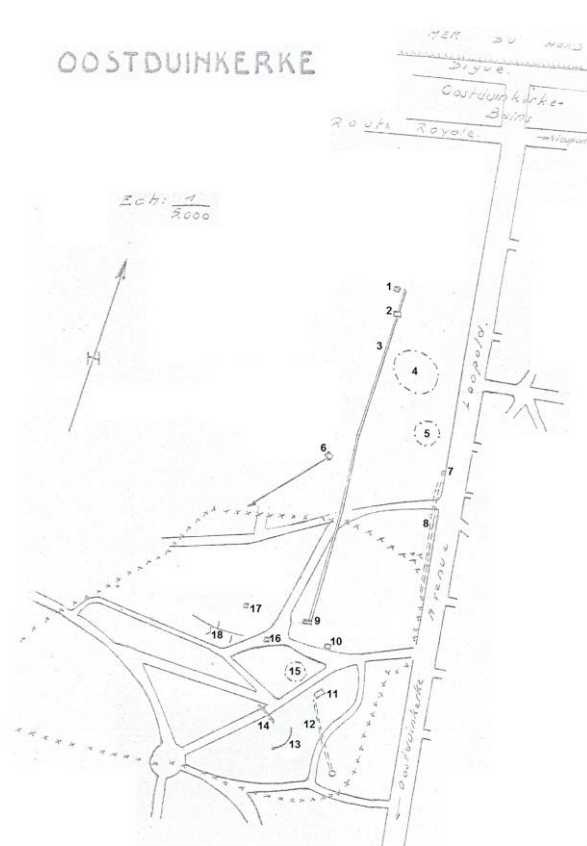 OOSTDUINKERKE
MER DU NORD
Digue.
Oostduinkerke-
Bains
Route Royale.
Ech: 1
5.000
1
2
3
4
5
6
7
8
9
10
11
12
13
14
15
16
17
18
Avenue Léopold.
Oostduinkerke